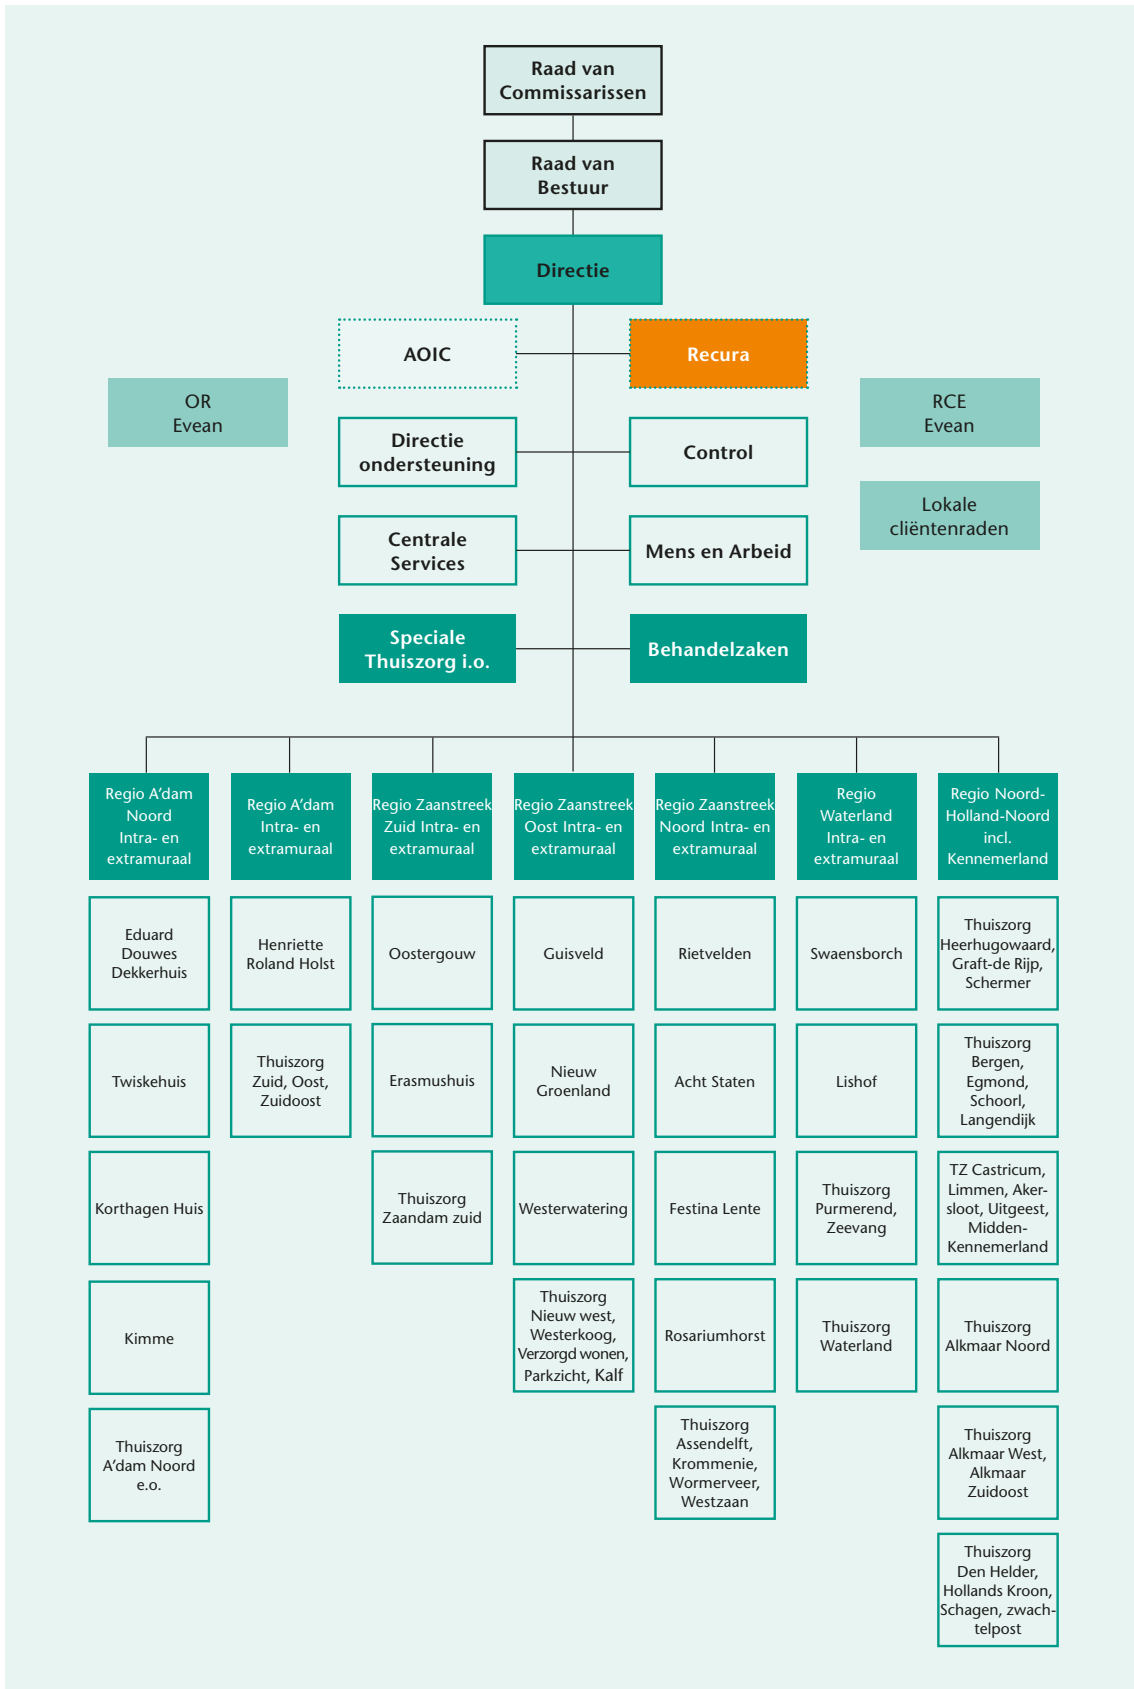 Raad van
Commissarissen
Raad van
Bestuur
Directie
AOIC
Recura
OR
Evean
RCE
Evean
Directie
ondersteuning
Control
Lokale
cliëntenraden
Centrale
Services
Mens en Arbeid
Speciale
Thuiszorg i.o.
Behandelzaken
Regio A'dam
Noord
Intra- en
extramuraal
Regio A'dam
Intra- en
extramuraal
Regio Zaanstreek
Zuid Intra- en
extramuraal
Regio Zaanstreek
Oost Intra- en
extramuraal
Regio Zaanstreek
Noord Intra- en
extramuraal
Regio
Waterland
Intra- en
extramuraal
Regio Noord-
Holland-Noord
incl.
Kennemerland
Eduard
Douwes
Dekkerhuis
Henriette
Roland Holst
Oostergouw
Guisveld
Rietvelden
Swaensborch
Thuiszorg
Heerhugowaard,
Graft-de Rijp,
Schermer
Twiskehuis
Thuiszorg
Zuid, Oost,
Zuidoost
Erasmushuis
Nieuw
Groenland
Acht Staten
Lishof
Thuiszorg
Bergen,
Egmond,
Schoorl,
Langendijk
Korthagen Huis
Thuiszorg
Zaandam zuid
Westerwatering
Festina Lente
Thuiszorg
Purmerend,
Zeevang
TZ Castricum,
Limmen, Aker-
sloot, Uitgeest,
Midden-
Kennemerland
Kimme
Thuiszorg
Nieuw west,
Westerkoog,
Verzorgd wonen,
Parkzicht, Kalf
Rosariumhorst
Thuiszorg
Waterland
Thuiszorg
Alkmaar Noord
Thuiszorg
A'dam Noord
e.o.
Thuiszorg
Assendelft,
Krommenie,
Wormerveer,
Westzaan
Thuiszorg
Alkmaar West,
Alkmaar
Zuidoost
Thuiszorg
Den Helder,
Hollands Kroon,
Schagen, zwach-
telpost